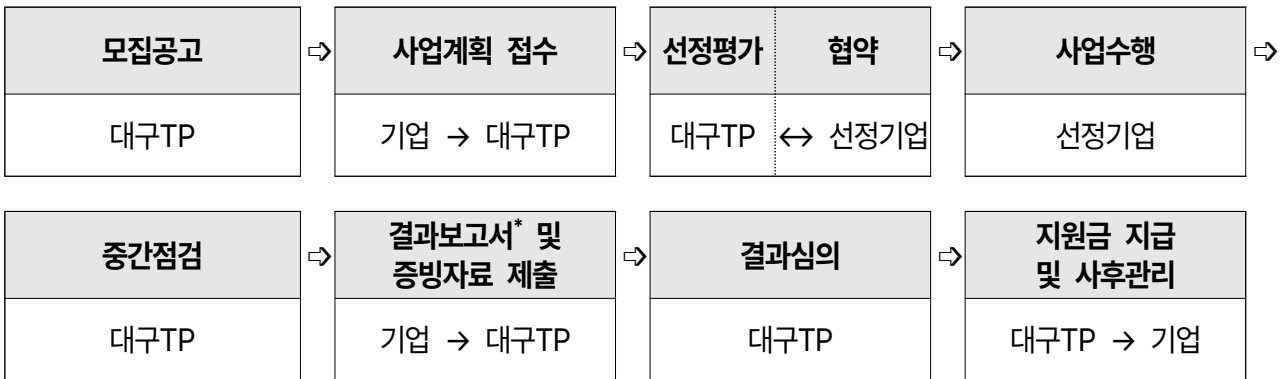 모집공고 ⇨ 사업계획 접수 ⇨ 선정평가 협약 ⇨ 사업수행 ⇨
대구TP 기업 → 대구TP 대구TP ↔ 선정기업 선정기업
중간점검 ⇨ 결과보고서* 및 증빙자료 제출 ⇨ 결과심의 ⇨ 지원금 지급 및 사후관리
대구TP 기업 → 대구TP 대구TP 대구TP → 기업